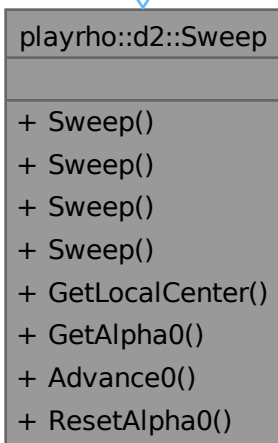 playrho::d2::Sweep
+ Sweep()
+ Sweep()
+ Sweep()
+ Sweep()
+ GetLocalCenter()
+ GetAlpha0()
+ Advance0()
+ ResetAlpha0()